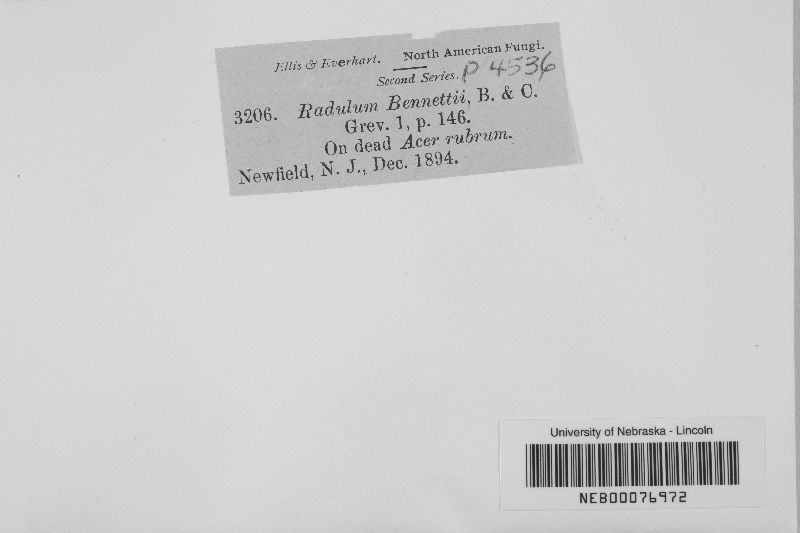 Ellis & Everhart. North American Fungi.
Second Series. P 4536
3206. Radulum Bennettii, B. & C.
Grev. 1, p. 146.
On dead Acer rubrum.
Newfield, N. J., Dec. 1894.
University of Nebraska - Lincoln
NEB00076972